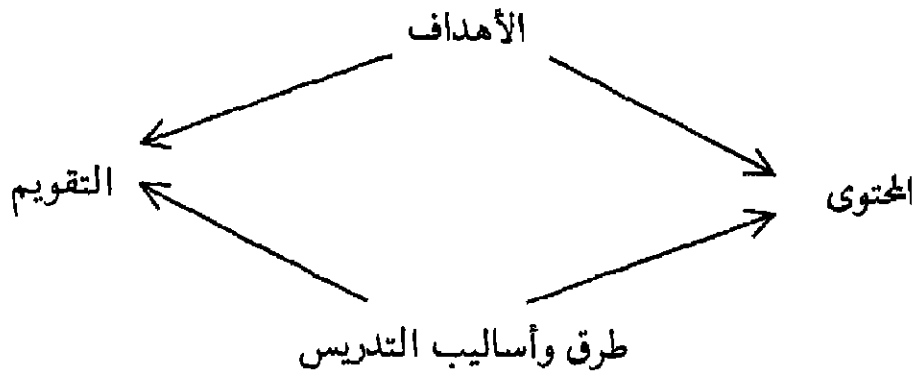 الأهداف
المحتوى
التقويم
طرق وأساليب التدريس